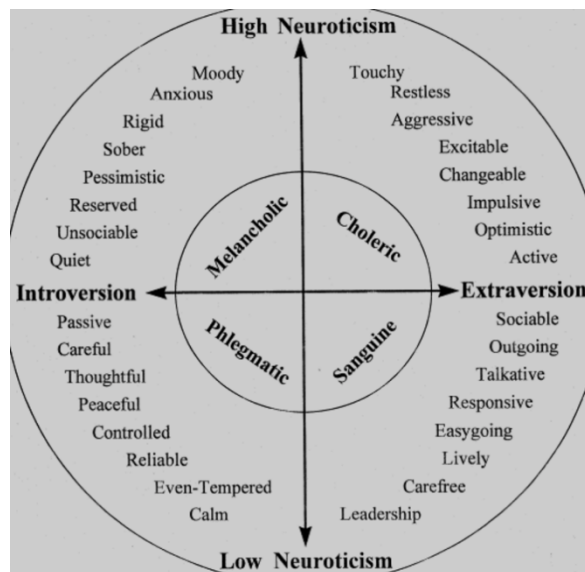 High Neuroticism
Moody
Anxious
Rigid
Sober
Pessimistic
Reserved
Unsociable
Quiet
Touchy
Restless
Aggressive
Excitable
Changeable
Impulsive
Optimistic
Active
Melancholic
Choleric
Introversion
Extraversion
Phlegmatic
Sanguine
Passive
Careful
Thoughtful
Peaceful
Controlled
Reliable
Even-Tempered
Calm
Sociable
Outgoing
Talkative
Responsive
Easygoing
Lively
Carefree
Leadership
Low Neuroticism